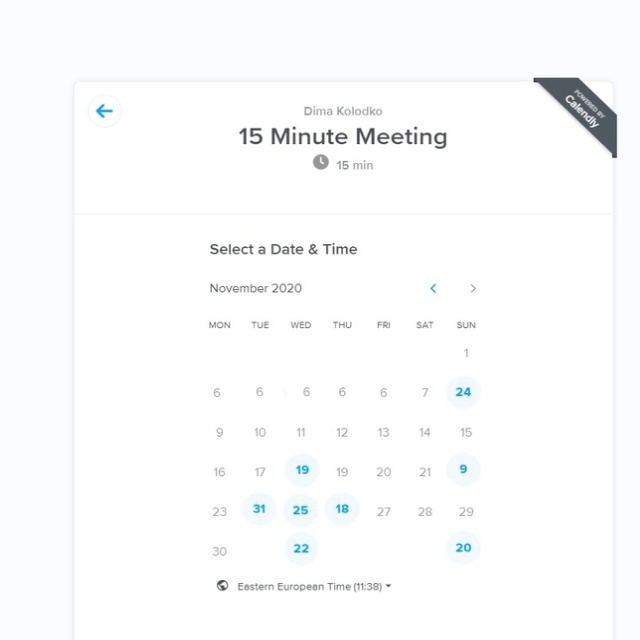 POWERED BY
Calendly
Dima Kolodko
15 Minute Meeting
15 min
Select a Date & Time
November 2020
MON TUE WED THU FRI SAT SUN
1
6 6 6 6 6 7 24
9 10 11 12 13 14 15
16 17 19 19 20 21 9
23 31 25 18 27 28 29
30 22 20
Eastern European Time (11:38)